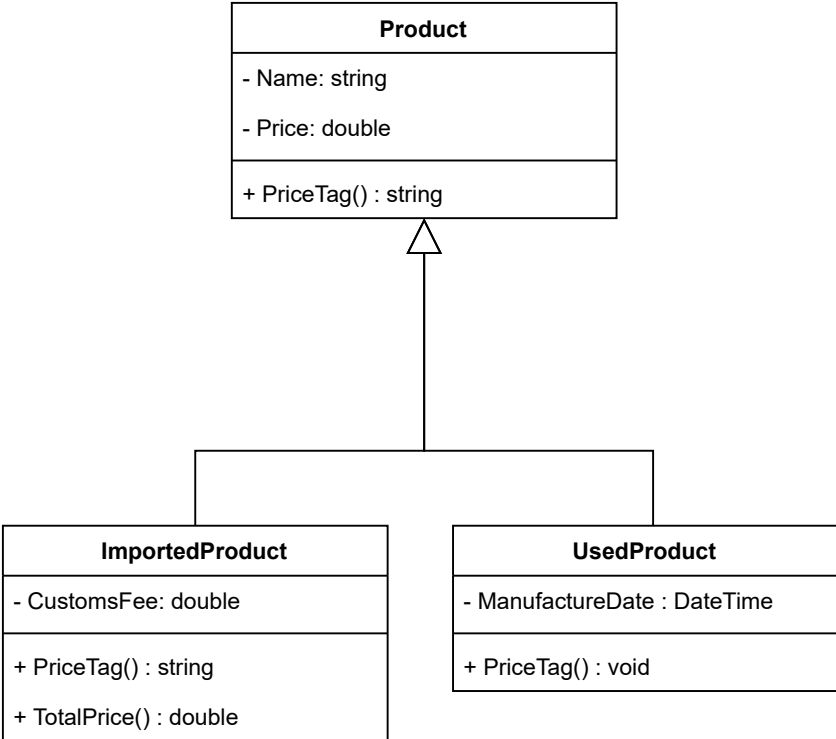 Product
- Name: string
- Price: double
+ PriceTag() : string
ImportedProduct
- CustomsFee: double
+ PriceTag() : string
+ TotalPrice() : double
UsedProduct
- ManufactureDate : DateTime
+ PriceTag() : void